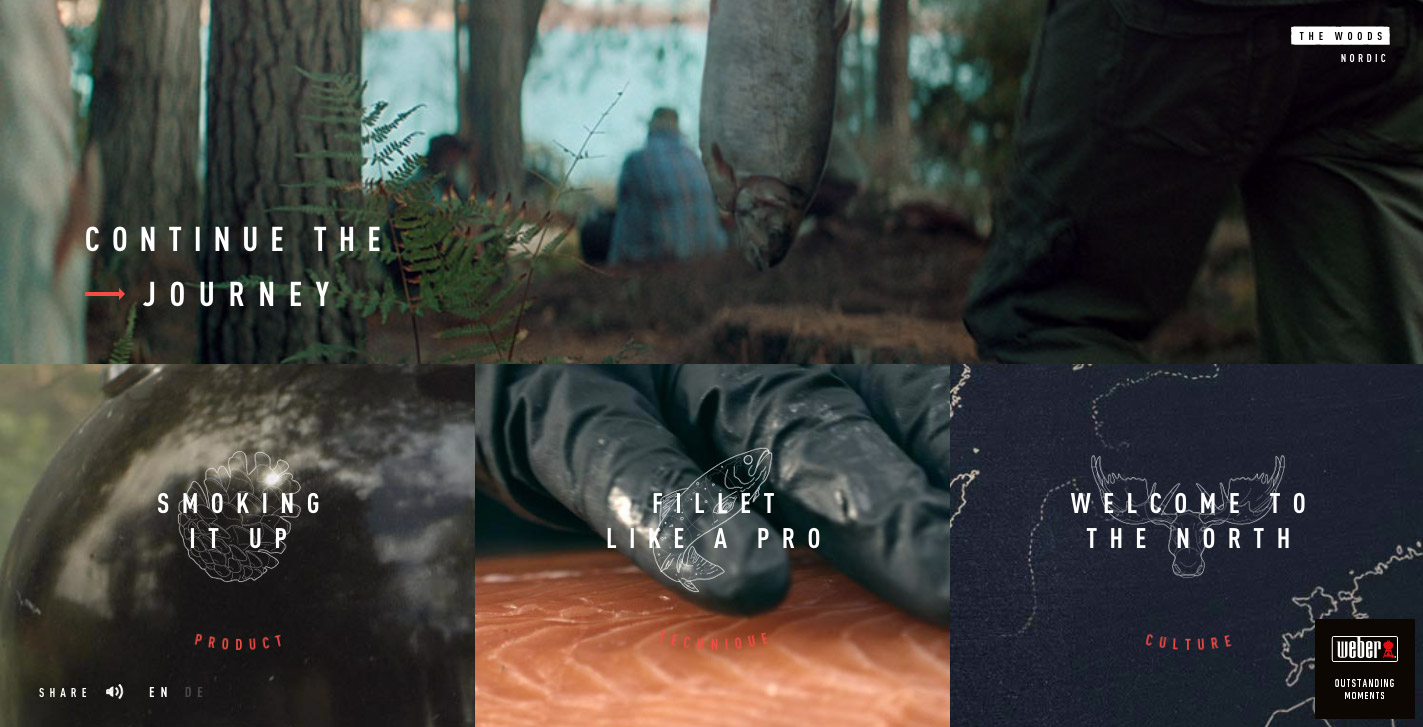 THE WOODS
NORDIC
CONTINUE THE
JOURNEY
SMOKING
IT UP
PRODUCT
FILLET
LIKE A PRO
TECHNIQUE
WELCOME TO
THE NORTH
CULTURE
SHARE EN DE
weber
OUTSTANDING
MOMENTS